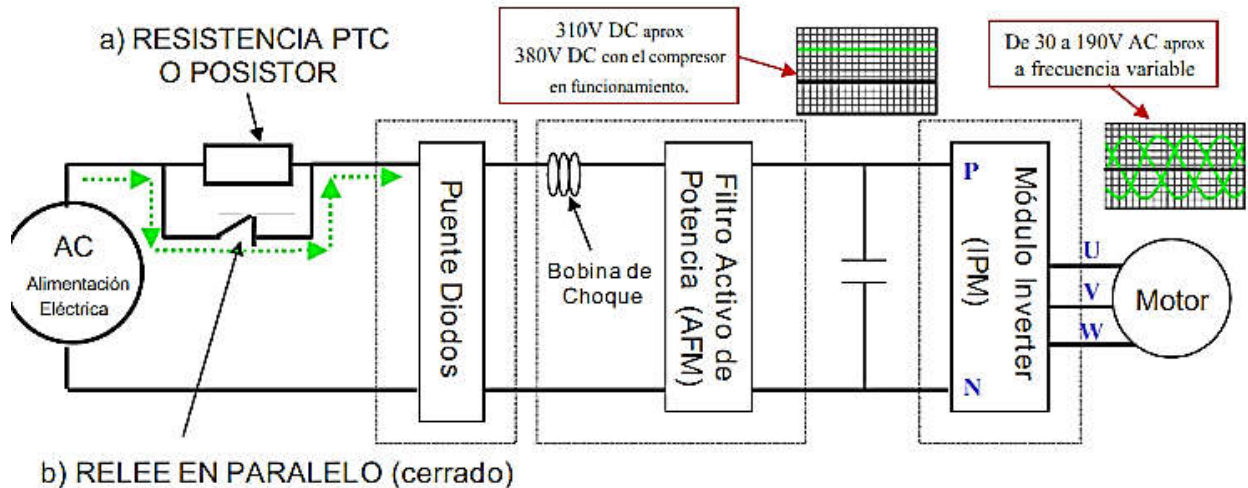 a) RESISTENCIA PTC
O POSISTOR
310V DC aprox
380V DC con el compresor
en funcionamiento.
De 30 a 190V AC aprox
a frecuencia variable
AC
Alimentación
Eléctrica
Puente Diodos
Bobina de
Choque
Filtro Activo de
Potencia (AFM)
P
N
Módulo Inverter
(IPM)
U
V
W
Motor
b) RELEE EN PARALELO (cerrado)